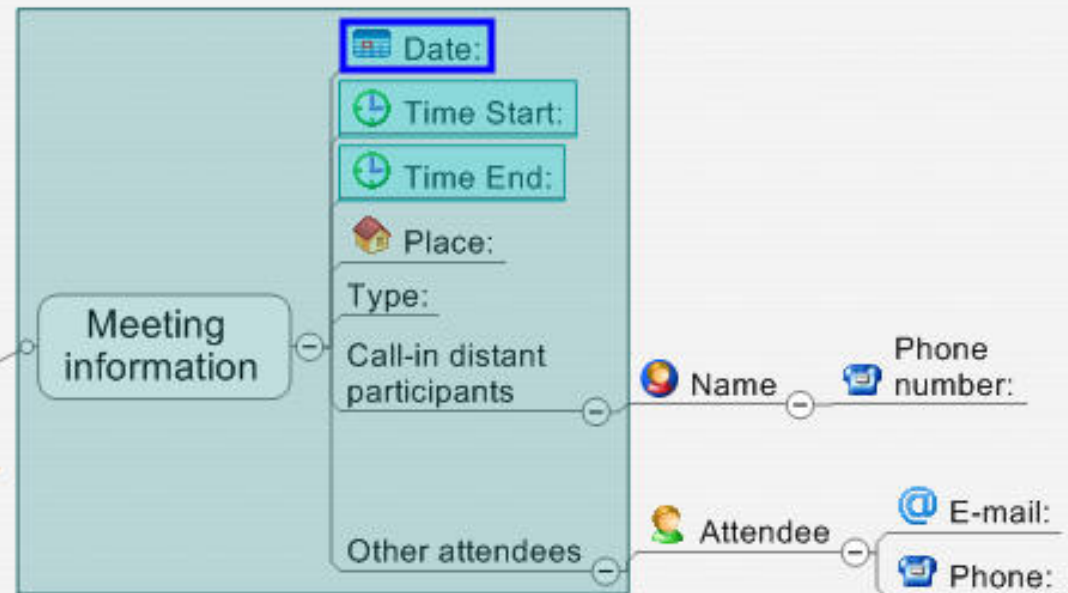 Date:
Time Start:
Time End:
Place:
Type:
Meeting
information
Call-in distant
participants
Name
Phone
number:
Other attendees
Attendee
E-mail:
Phone: